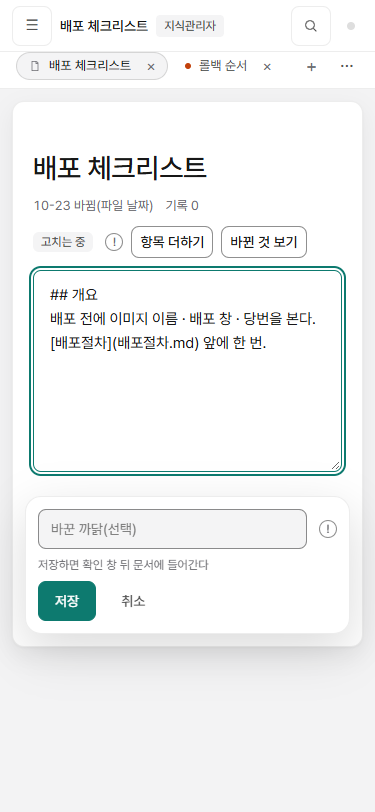 배포 체크리스트 지식관리자
배포 체크리스트 × 롤백 순서 × + ···
배포 체크리스트
10-23 바뀜(파일 날짜) 기록 0
고치는 중 ! 항목 더하기 바뀐 것 보기
## 개요
배포 전에 이미지 이름 · 배포 창 · 당번을 본다.
[배포절차](배포절차.md) 앞에 한 번.
바꾼 까닭(선택) !
저장하면 확인 창 뒤 문서에 들어간다
저장 취소